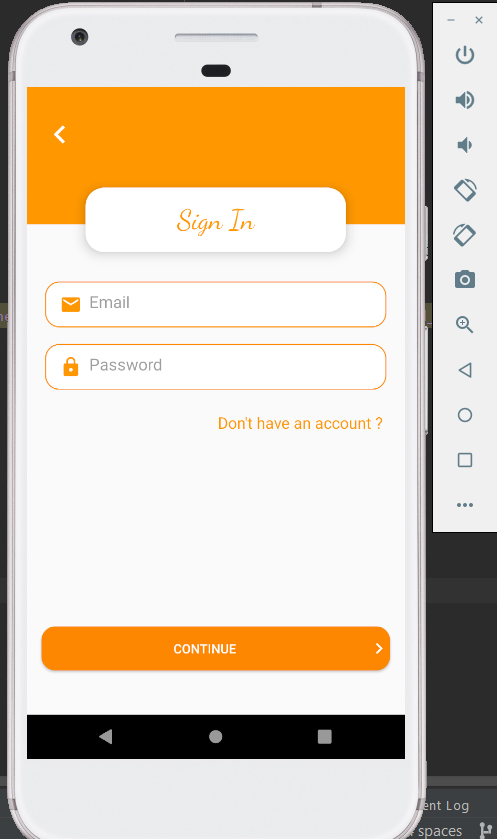 Sign In
Email
Password
Don't have an account ?
CONTINUE
ent Log
spaces